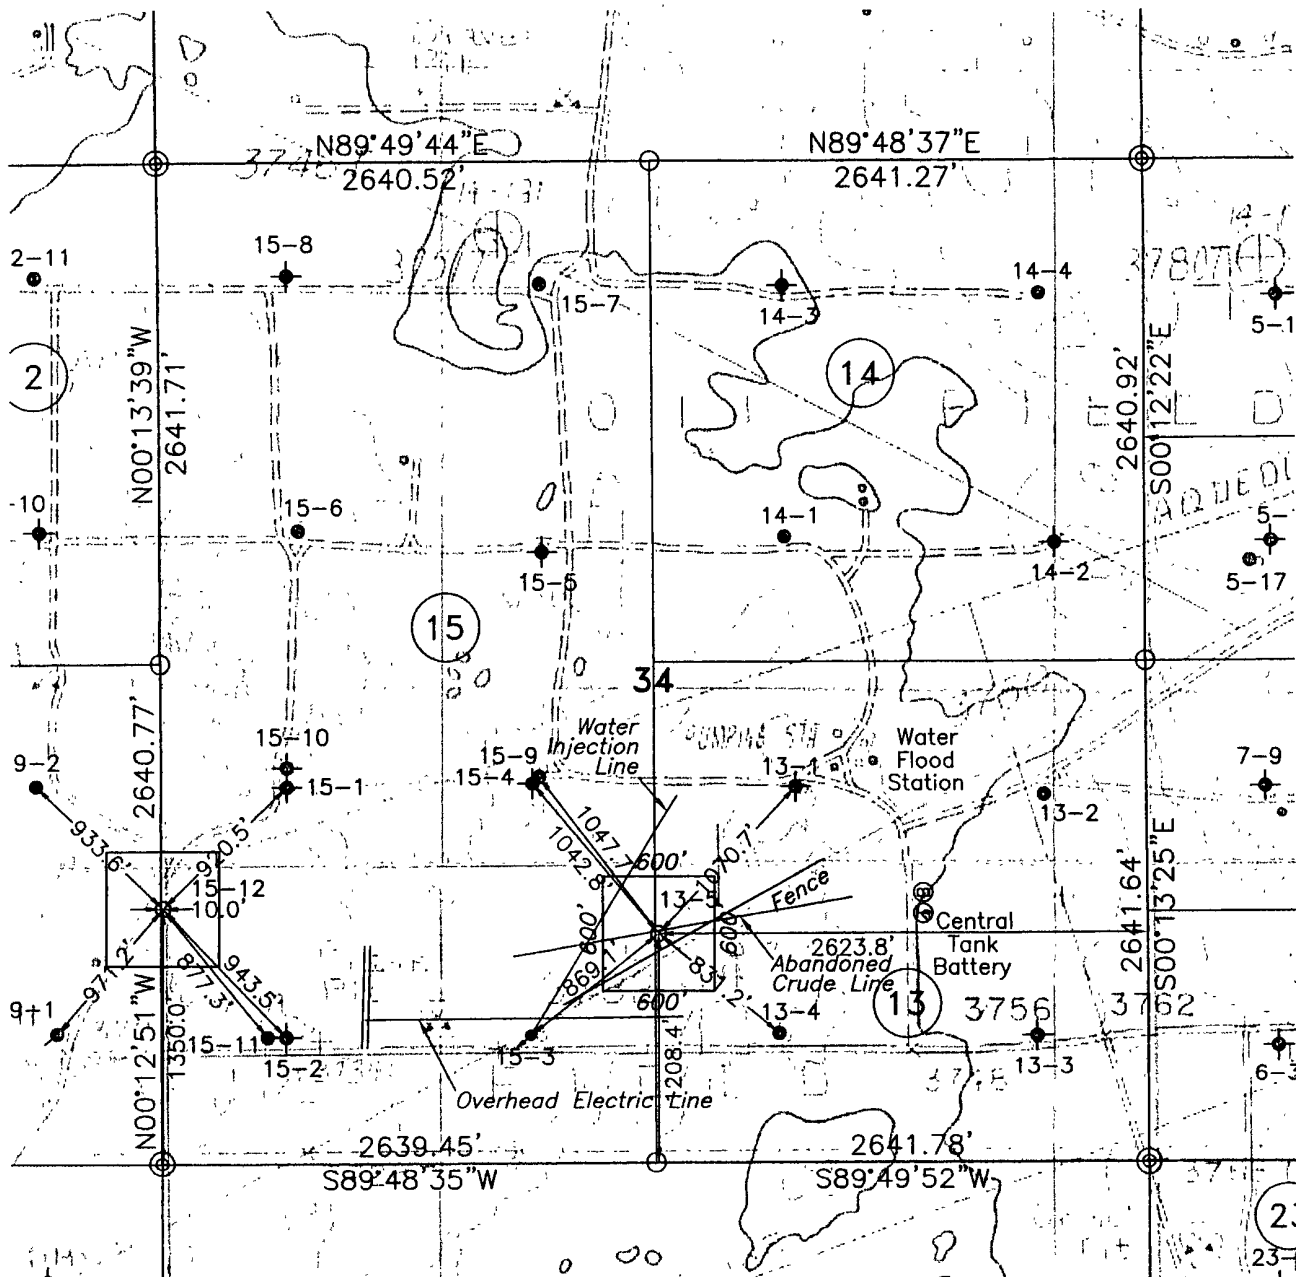 N89°49'44"E
2640.52'
N89°48'37"E
2641.27'
2-11
15-8
15-7
14-3
14-4
5-1
2
14
N00°13'39"W
2641.71'
2640.92'
S00°12'22"E
-10
15-6
15-5
14-1
14-2
5-
5-17
15
34
Water
Injection
Line
PUMPING STA
Water
Flood
Station
9-2
2640.77'
15-10
15-1
15-9
15-4
13-1
13-2
7-9
933.6'
920.5'
15-12
10.0'
1047.7'
1042.8'
600'
1070.7'
13-5
600'
600'
600'
Fence
Central
Tank
Battery
2623.8'
Abandoned
Crude Line
2641.64'
S00°13'25"E
971.2'
943.5'
877.3'
869.1'
837.2'
13
3756
3762
9-1
15-11
15-2
15-3
13-4
13-3
6-3
N00°12'51"W
1350.0'
1208.4'
Overhead Electric Line
2639.45'
S89°48'35"W
2641.78'
S89°49'52"W